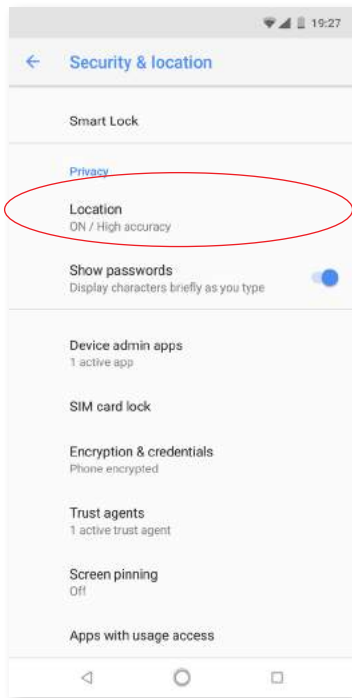 19:27
Security & location
Smart Lock
Privacy
Location
ON / High accuracy
Show passwords
Display characters briefly as you type
Device admin apps
1 active app
SIM card lock
Encryption & credentials
Phone encrypted
Trust agents
1 active trust agent
Screen pinning
Off
Apps with usage access